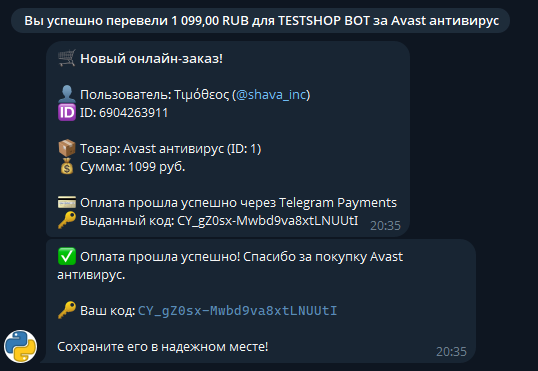 Вы успешно перевели 1 099,00 RUB для TESTSHOP BOT за Avast антивирус
🛒 Новый онлайн-заказ!
👤 Пользователь: Τιμόθεος (@shava_inc)
🆔 ID: 6904263911
📦 Товар: Avast антивирус (ID: 1)
💰 Сумма: 1099 руб.
💳 Оплата прошла успешно через Telegram Payments
🔑 Выданный код: CY_gZ0sx-Mwbd9va8xtLNUUtI
20:35
✅ Оплата прошла успешно! Спасибо за покупку Avast
антивирус.
🔑 Ваш код: CY_gZ0sx-Mwbd9va8xtLNUUtI
Сохраните его в надежном месте!
20:35